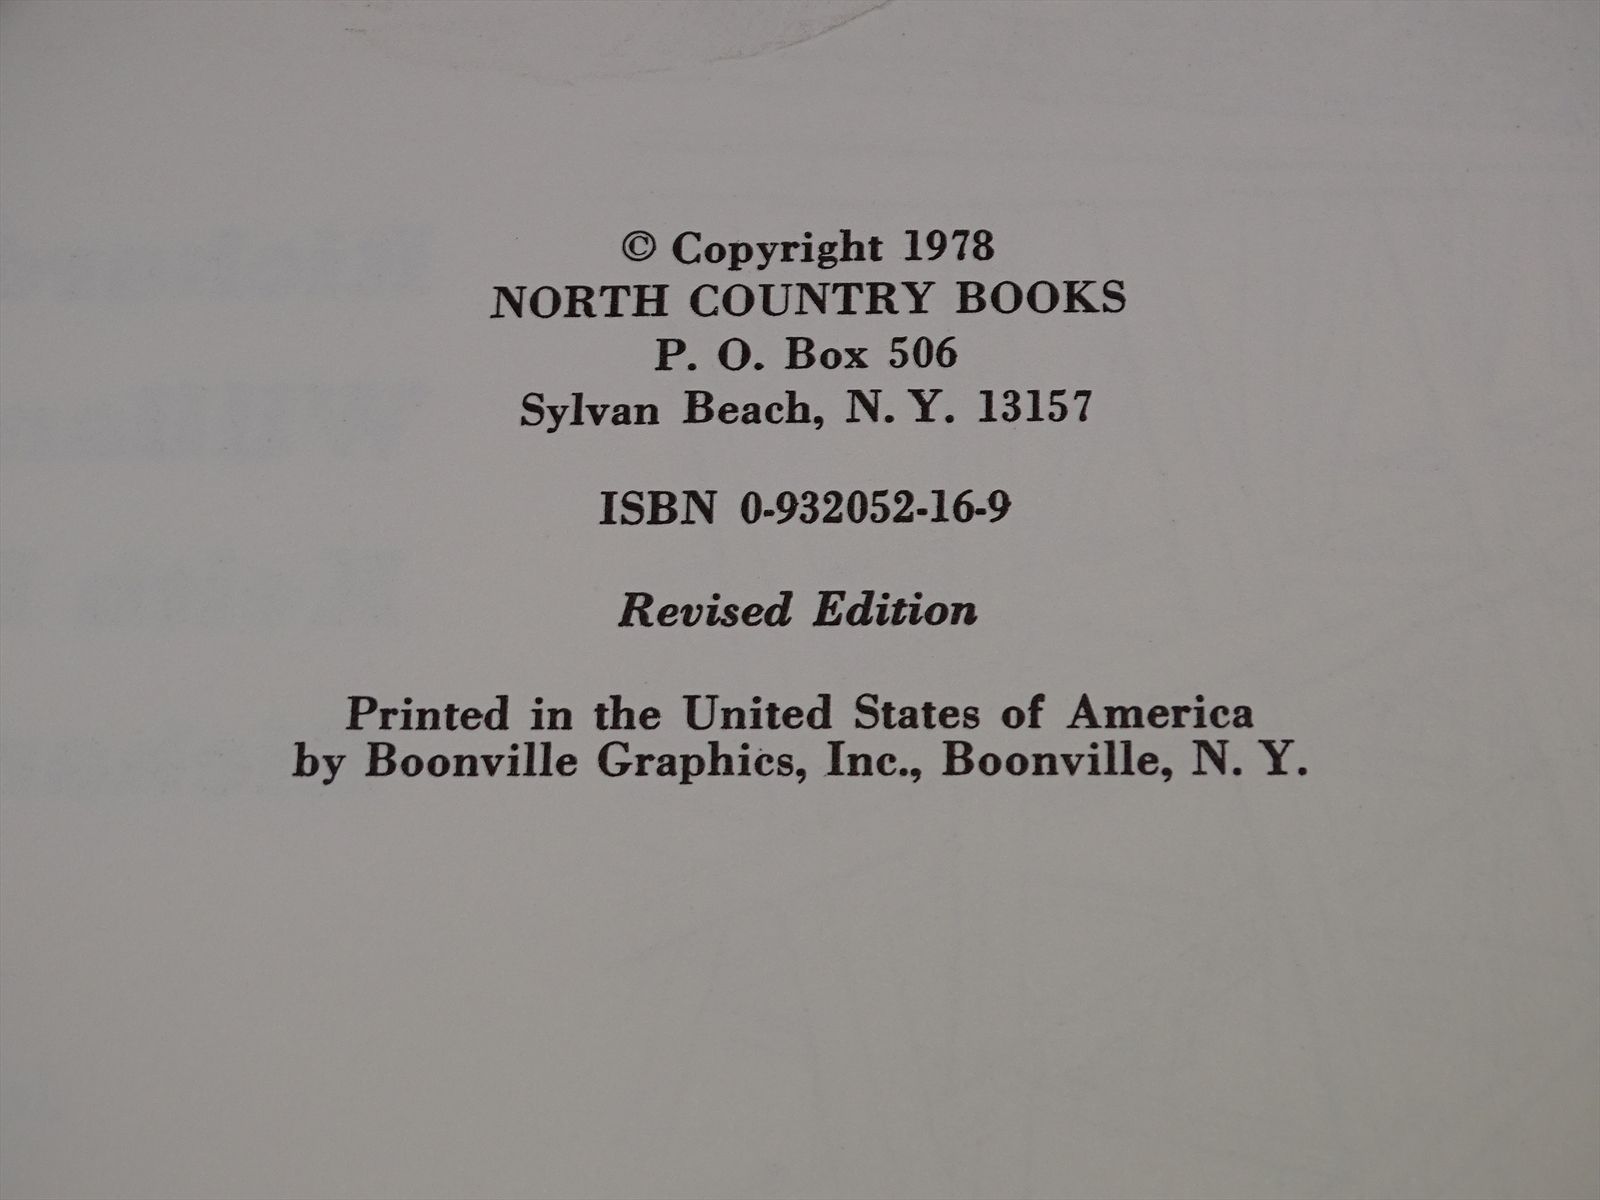 © Copyright 1978
NORTH COUNTRY BOOKS
P. O. Box 506
Sylvan Beach, N. Y. 13157
ISBN 0-932052-16-9
Revised Edition
Printed in the United States of America
by Boonville Graphics, Inc., Boonville, N. Y.